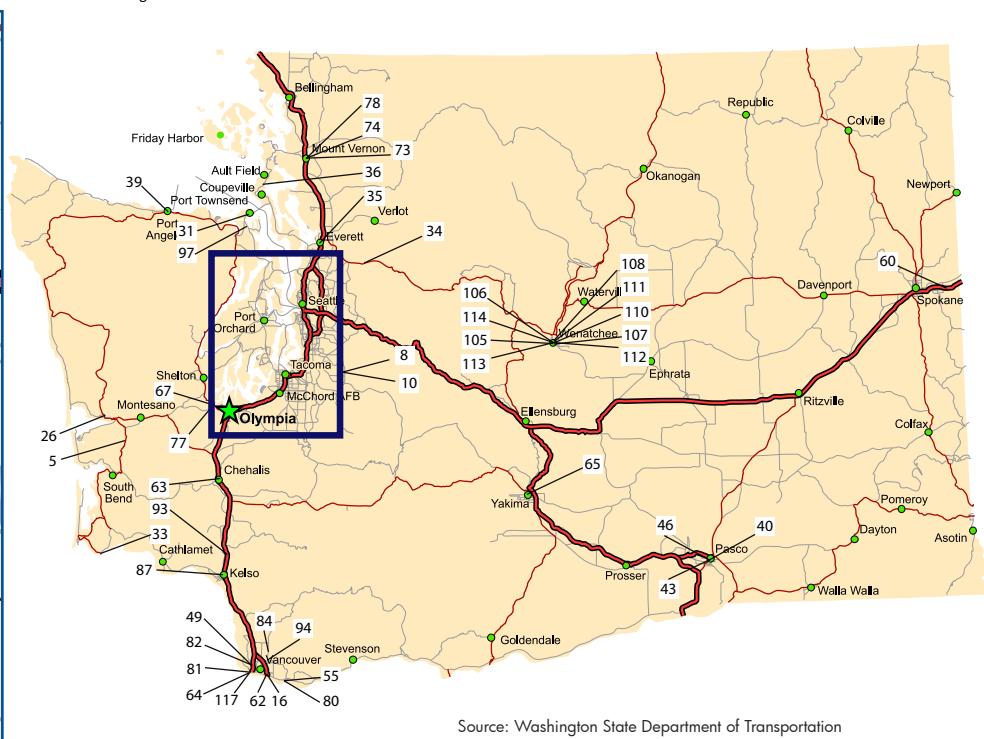 Bellingham
78
Republic
74
Colville
Friday Harbor
Mount Vernon
73
Ault Field
36
Okanogan
39
Coupeville
Newport
Port Townsend
35
Verlot
Port
Angel
31
Everett
34
97
60
108
111
Davenport
106
Watervil
Spokane
Seattle
110
114
Port
Orchard
Wenatchee
107
105
112
8
113
Tacoma
Ephrata
Shelton
10
67
McChord AFB
Ritzville
Montesano
Olympia
Ellensburg
26
77
Colfax
5
Chehalis
65
South
Bend
63
Yakima
Pomeroy
93
46
40
Dayton
33
Asotin
Cathlamet
Pasco
87
Kelso
Prosser
43
Walla Walla
49
84
94
82
Goldendale
Vancouver
Stevenson
81
55
64
117
62
16
80
Source: Washington State Department of Transportation